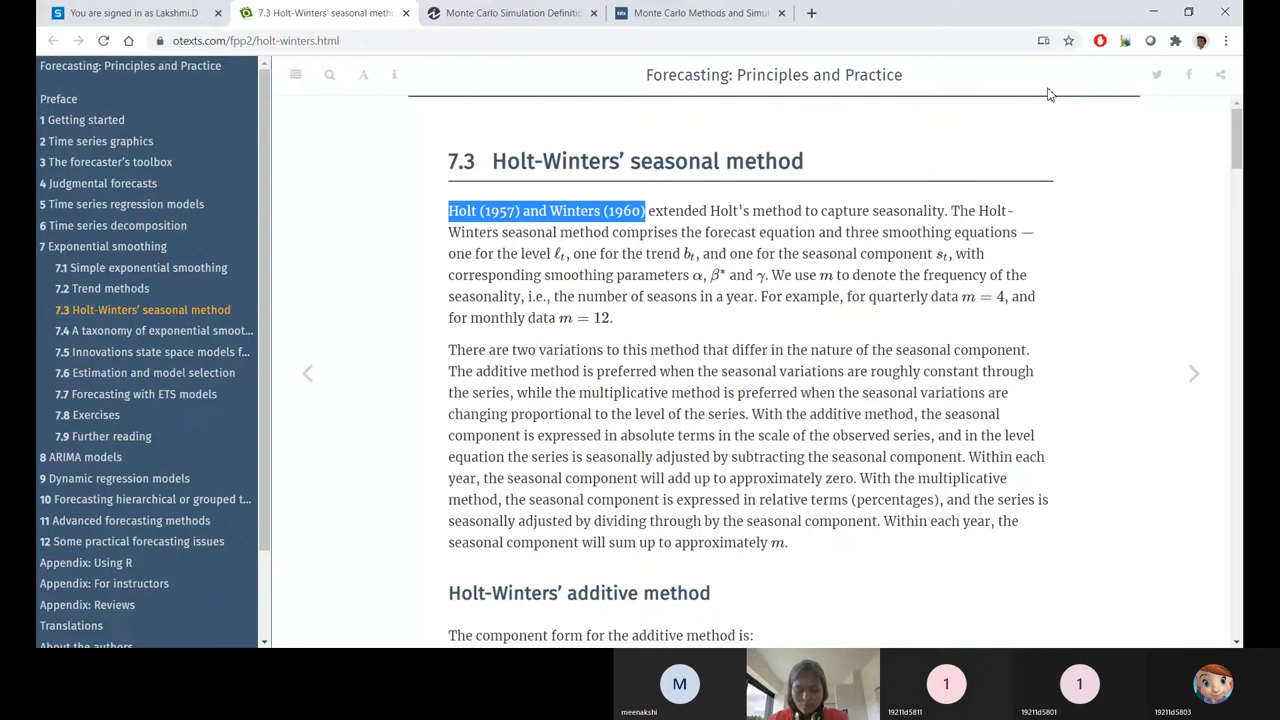 You are signed in as Lakshmi.D
7.3 Holt-Winters' seasonal metho
Monte Carlo Simulation Definitio
Monte Carlo Methods and Simul
otexts.com/fpp2/holt-winters.html
Forecasting: Principles and Practice
Preface
1 Getting started
2 Time series graphics
3 The forecaster's toolbox
4 Judgmental forecasts
5 Time series regression models
6 Time series decomposition
7 Exponential smoothing
7.1 Simple exponential smoothing
7.2 Trend methods
7.3 Holt-Winters' seasonal method
7.4 A taxonomy of exponential smoot...
7.5 Innovations state space models f...
7.6 Estimation and model selection
7.7 Forecasting with ETS models
7.8 Exercises
7.9 Further reading
8 ARIMA models
9 Dynamic regression models
10 Forecasting hierarchical or grouped t...
11 Advanced forecasting methods
12 Some practical forecasting issues
Appendix: Using R
Appendix: For instructors
Appendix: Reviews
Translations
About the authors
Forecasting: Principles and Practice
7.3 Holt-Winters' seasonal method
Holt (1957) and Winters (1960) extended Holt's method to capture seasonality. The Holt-
Winters seasonal method comprises the forecast equation and three smoothing equations —
one for the level ℓt, one for the trend bt, and one for the seasonal component st, with
corresponding smoothing parameters α, β* and γ. We use m to denote the frequency of the
seasonality, i.e., the number of seasons in a year. For example, for quarterly data m = 4, and
for monthly data m = 12.
There are two variations to this method that differ in the nature of the seasonal component.
The additive method is preferred when the seasonal variations are roughly constant through
the series, while the multiplicative method is preferred when the seasonal variations are
changing proportional to the level of the series. With the additive method, the seasonal
component is expressed in absolute terms in the scale of the observed series, and in the level
equation the series is seasonally adjusted by subtracting the seasonal component. Within each
year, the seasonal component will add up to approximately zero. With the multiplicative
method, the seasonal component is expressed in relative terms (percentages), and the series is
seasonally adjusted by dividing through by the seasonal component. Within each year, the
seasonal component will sum up to approximately m.
Holt-Winters' additive method
The component form for the additive method is:
M
1
1
meenakshi
19211d5811
19211d5801
19211d5803